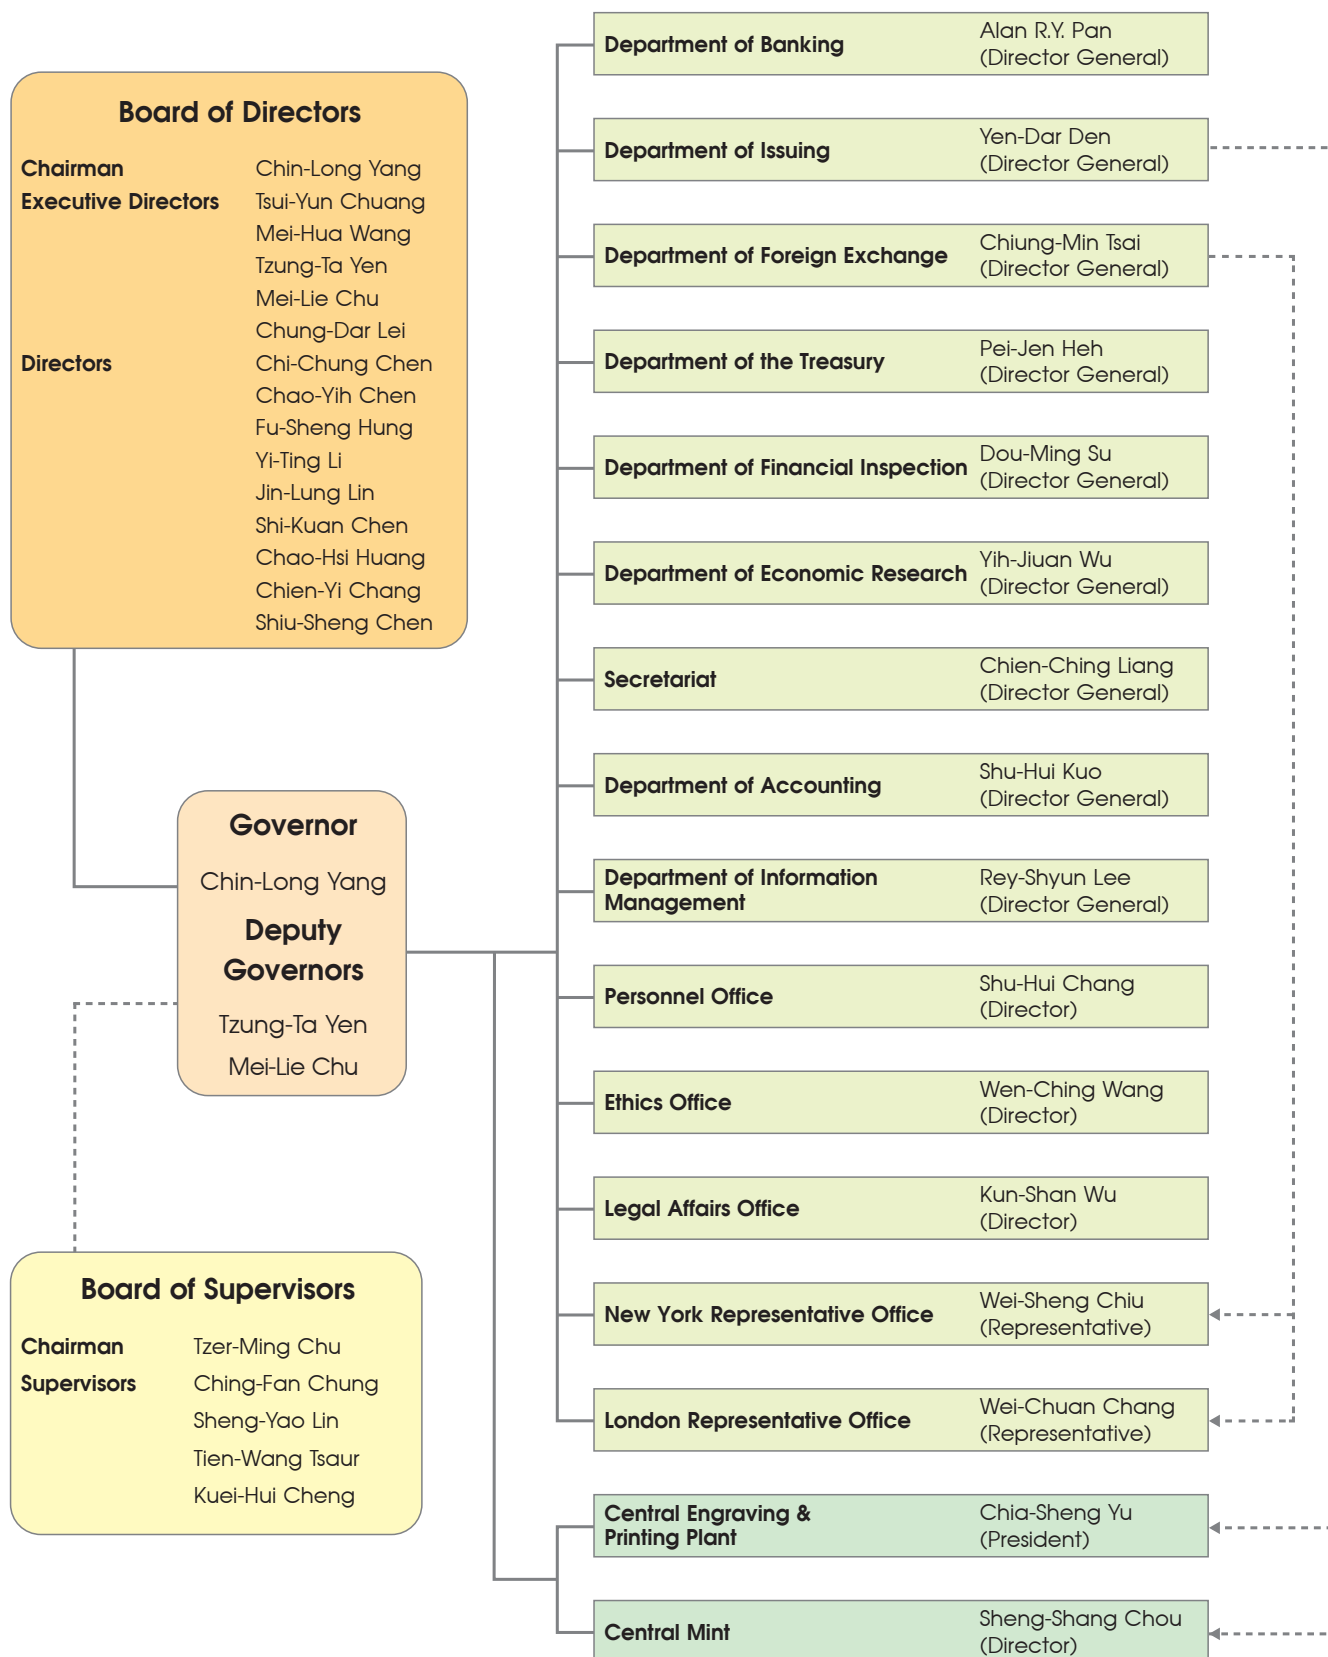 Board of Directors
Chairman Chin-Long Yang
Executive Directors Tsui-Yun Chuang
Mei-Hua Wang
Tzung-Ta Yen
Mei-Lie Chu
Chung-Dar Lei
Directors Chi-Chung Chen
Chao-Yih Chen
Fu-Sheng Hung
Yi-Ting Li
Jin-Lung Lin
Shi-Kuan Chen
Chao-Hsi Huang
Chien-Yi Chang
Shiu-Sheng Chen
Governor
Chin-Long Yang
Deputy
Governors
Tzung-Ta Yen
Mei-Lie Chu
Board of Supervisors
Chairman Tzer-Ming Chu
Supervisors Ching-Fan Chung
Sheng-Yao Lin
Tien-Wang Tsaur
Kuei-Hui Cheng
Department of Banking Alan R.Y. Pan
(Director General)
Department of Issuing Yen-Dar Den
(Director General)
Department of Foreign Exchange Chiung-Min Tsai
(Director General)
Department of the Treasury Pei-Jen Heh
(Director General)
Department of Financial Inspection Dou-Ming Su
(Director General)
Department of Economic Research Yih-Jiuan Wu
(Director General)
Secretariat Chien-Ching Liang
(Director General)
Department of Accounting Shu-Hui Kuo
(Director General)
Department of Information Rey-Shyun Lee
Management (Director General)
Personnel Office Shu-Hui Chang
(Director)
Ethics Office Wen-Ching Wang
(Director)
Legal Affairs Office Kun-Shan Wu
(Director)
New York Representative Office Wei-Sheng Chiu
(Representative)
London Representative Office Wei-Chuan Chang
(Representative)
Central Engraving & Chia-Sheng Yu
Printing Plant (President)
Central Mint Sheng-Shang Chou
(Director)